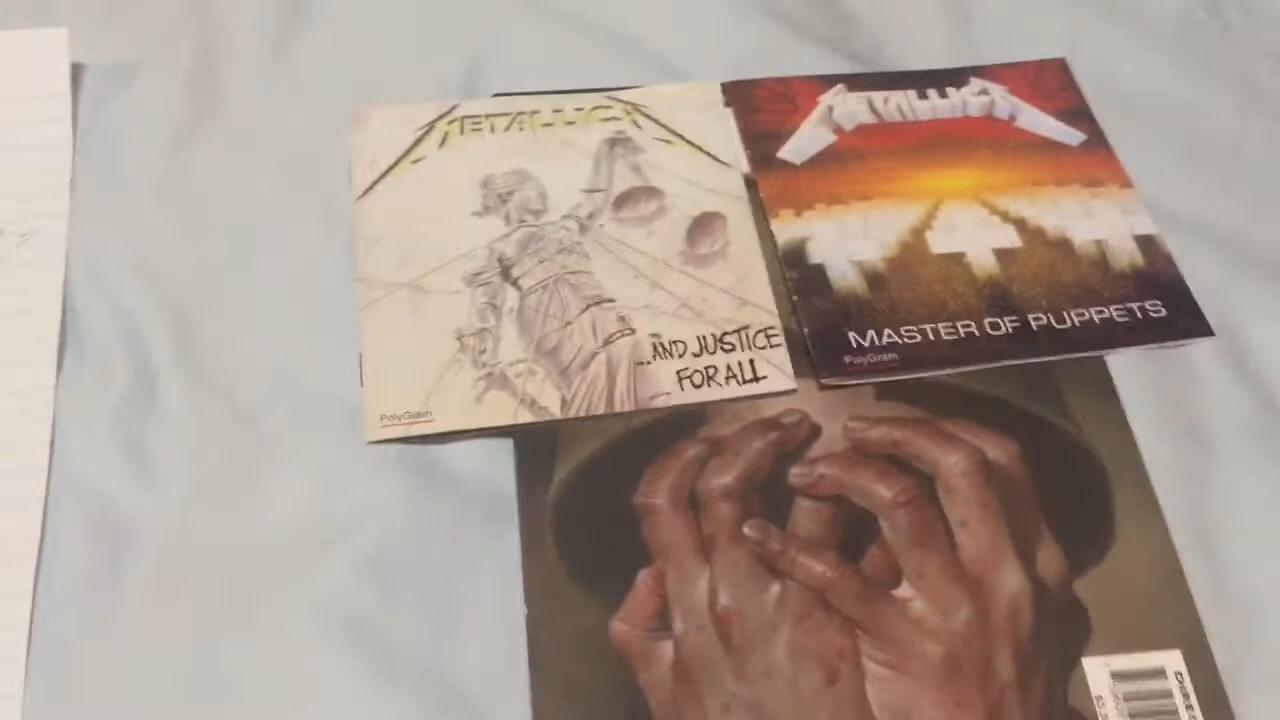 METALLICA
...AND JUSTICE
FOR ALL
PolyGram
METALLICA
MASTER OF PUPPETS
PolyGram